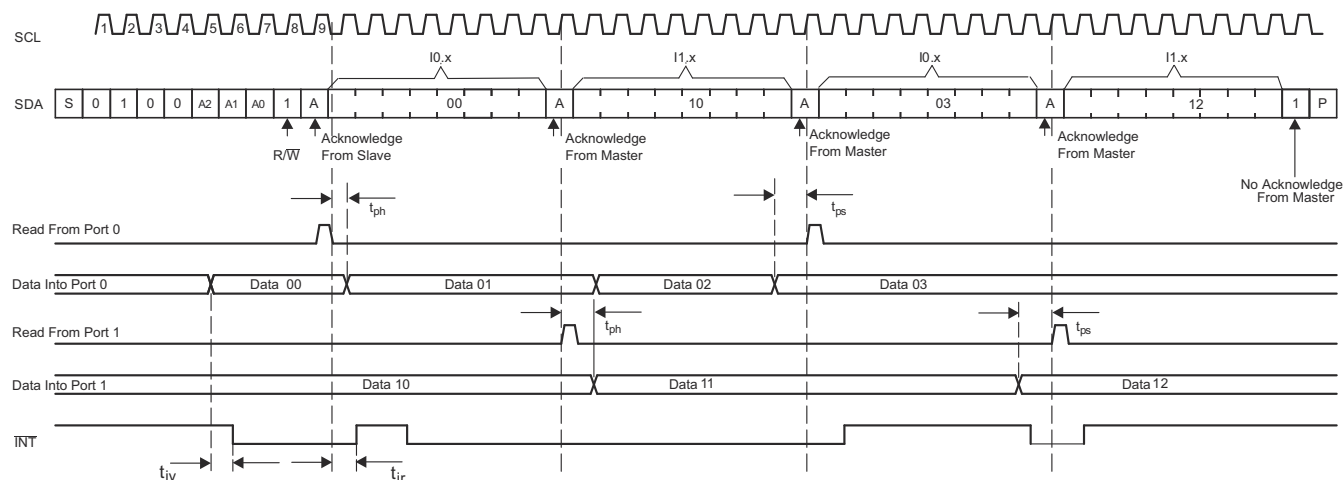 SCL 1 2 3 4 5 6 7 8 9
I0.x I1.x I0.x I1.x
SDA S 0 1 0 0 A2 A1 A0 1 A 00 A 10 A 03 A 12 1 P
R/W
Acknowledge
From Slave
Acknowledge
From Master
Acknowledge
From Master
Acknowledge
From Master
No Acknowledge
From Master
tph
tps
Read From Port 0
Data Into Port 0 Data 00 Data 01 Data 02 Data 03
tph
tps
Read From Port 1
Data Into Port 1 Data 10 Data 11 Data 12
INT
tiv
tir